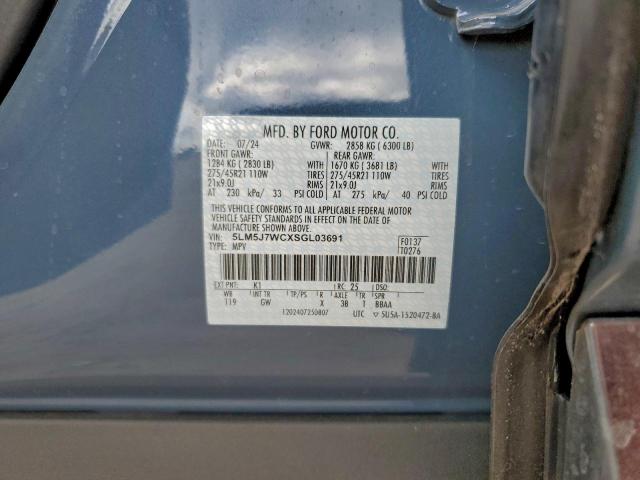 MFD. BY FORD MOTOR CO.
DATE: 07/24 GVWR: 2858 KG ( 6300 LB)
FRONT GAWR: REAR GAWR:
1284 KG ( 2830 LB) WITH 1670 KG ( 3681 LB) WITH
275/45R21 110W TIRES 275/45R21 110W TIRES
21x9.0J RIMS 21x9.0J RIMS
AT 230 kPa/ 33 PSI COLD AT 275 kPa/ 40 PSI COLD
THIS VEHICLE CONFORMS TO ALL APPLICABLE FEDERAL MOTOR
VEHICLE SAFETY STANDARDS IN EFFECT ON THE DATE OF
MANUFACTURE SHOWN ABOVE.
VIN: 5LM5J7WCXSGL03691 F0137
TYPE: MPV T0276
EXT PNT: K1 RC: 25
WB INT TR TP/PS R AXLE TR SPR
119 GW X 3B 1 BBAA
1202407250807 UTC ▽ 5U5A-1520472-BA